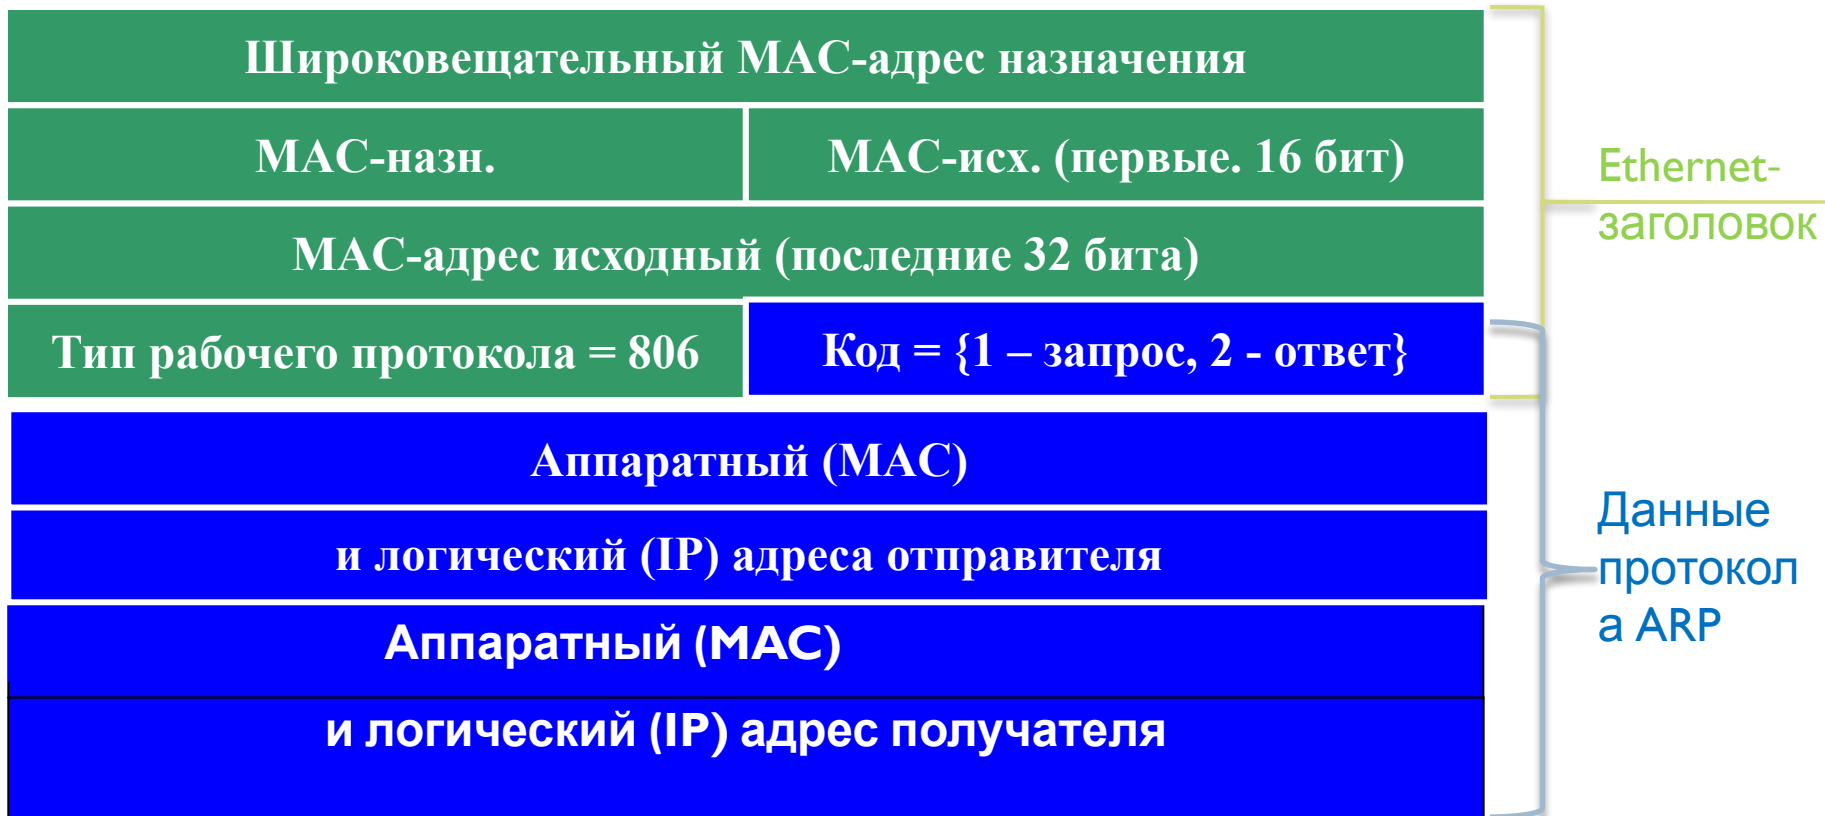 Широковещательный MAC-адрес назначения
MAC-назн.
MAC-исх. (первые. 16 бит)
MAC-адрес исходный (последние 32 бита)
Тип рабочего протокола = 806
Код = {1 – запрос, 2 - ответ}
Аппаратный (MAC)
и логический (IP) адреса отправителя
Аппаратный (MAC)
и логический (IP) адрес получателя
Ethernet-
заголовок
Данные
протокол
а ARP